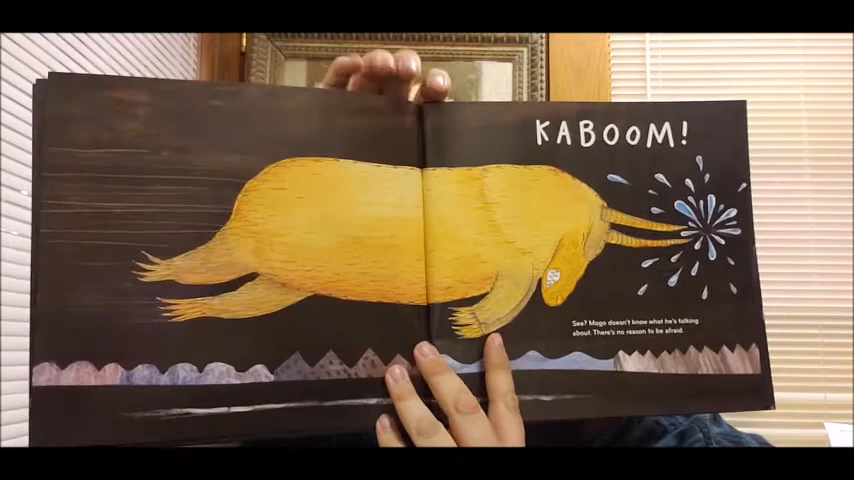 KABOOM!
See? Mogo doesn't know what he's talking
about. There's no reason to be afraid.